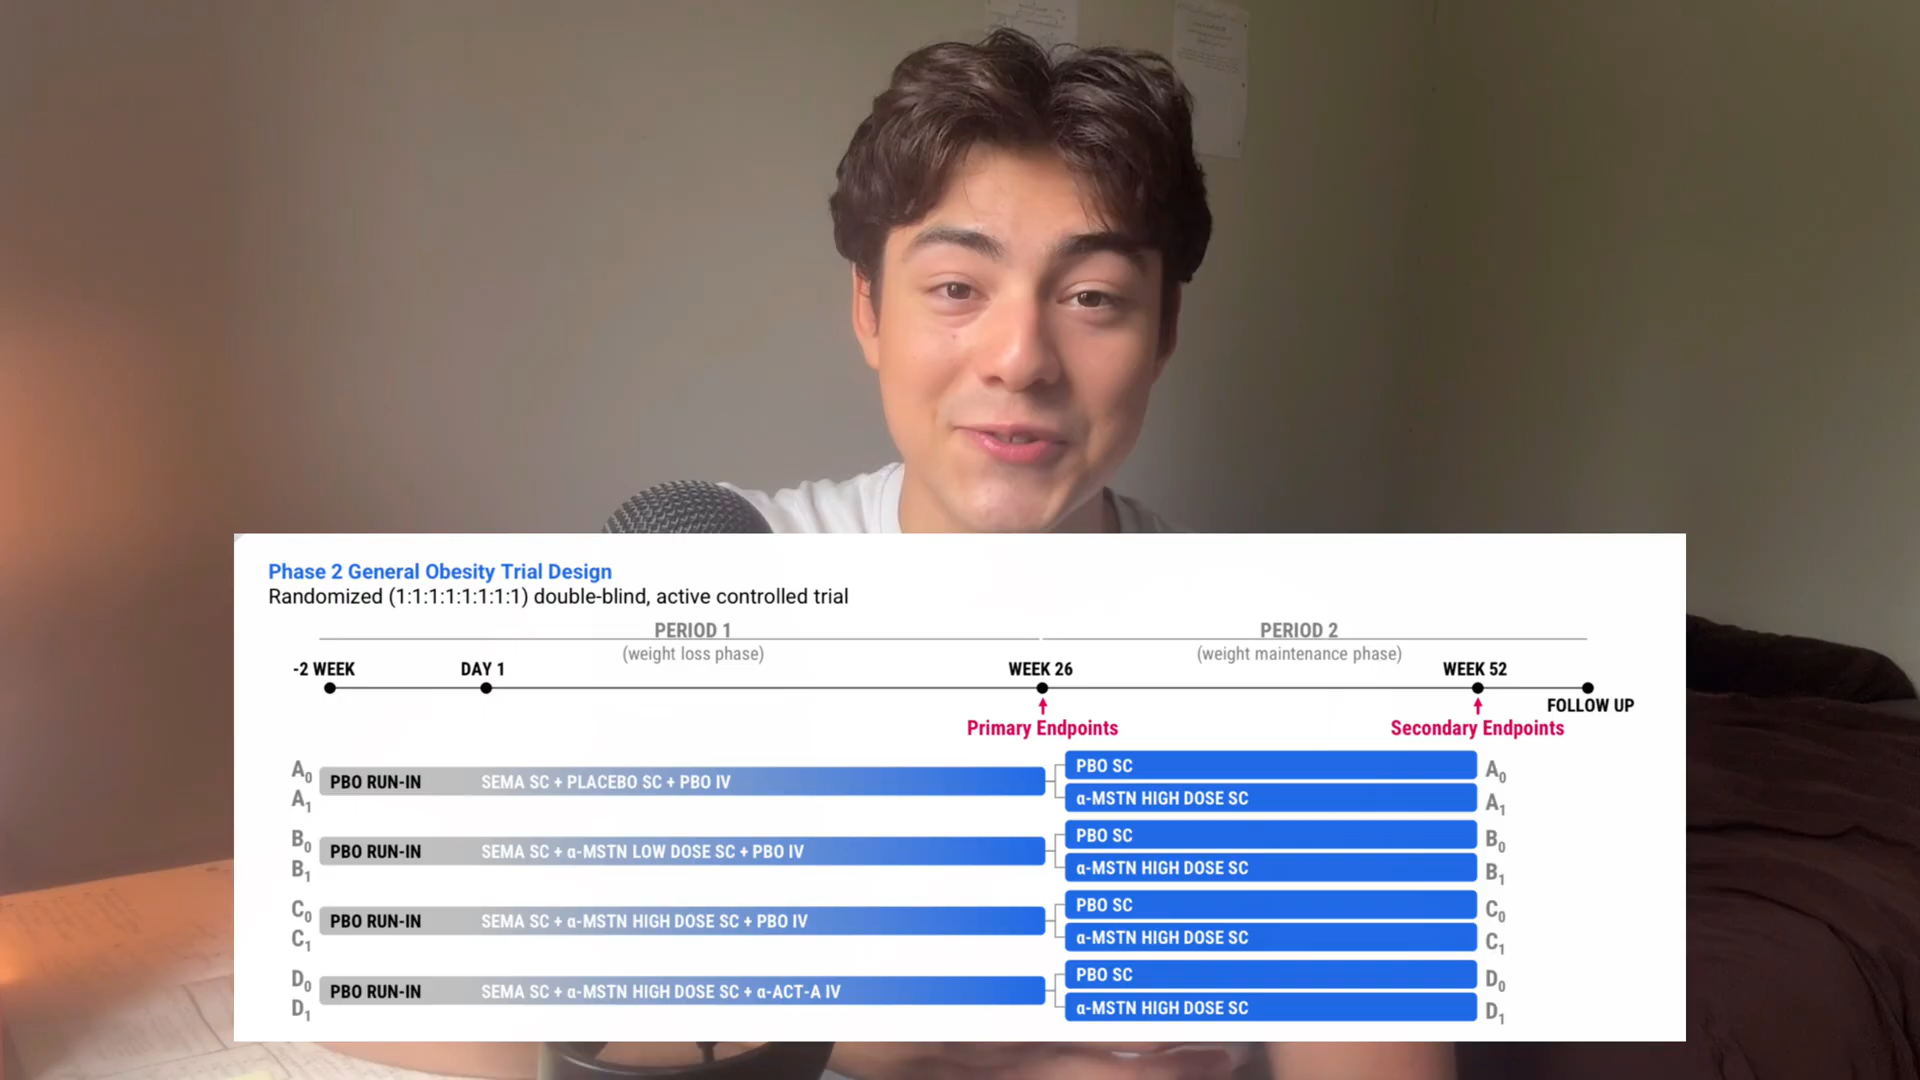 Phase 2 General Obesity Trial Design
Randomized (1:1:1:1:1:1:1:1) double-blind, active controlled trial
PERIOD 1
(weight loss phase)
PERIOD 2
(weight maintenance phase)
-2 WEEK
DAY 1
WEEK 26
WEEK 52
FOLLOW UP
Primary Endpoints
Secondary Endpoints
A₀
A₁
PBO RUN-IN
SEMA SC + PLACEBO SC + PBO IV
PBO SC
α-MSTN HIGH DOSE SC
A₀
A₁
B₀
B₁
PBO RUN-IN
SEMA SC + α-MSTN LOW DOSE SC + PBO IV
PBO SC
α-MSTN HIGH DOSE SC
B₀
B₁
C₀
C₁
PBO RUN-IN
SEMA SC + α-MSTN HIGH DOSE SC + PBO IV
PBO SC
α-MSTN HIGH DOSE SC
C₀
C₁
D₀
D₁
PBO RUN-IN
SEMA SC + α-MSTN HIGH DOSE SC + α-ACT-A IV
PBO SC
α-MSTN HIGH DOSE SC
D₀
D₁